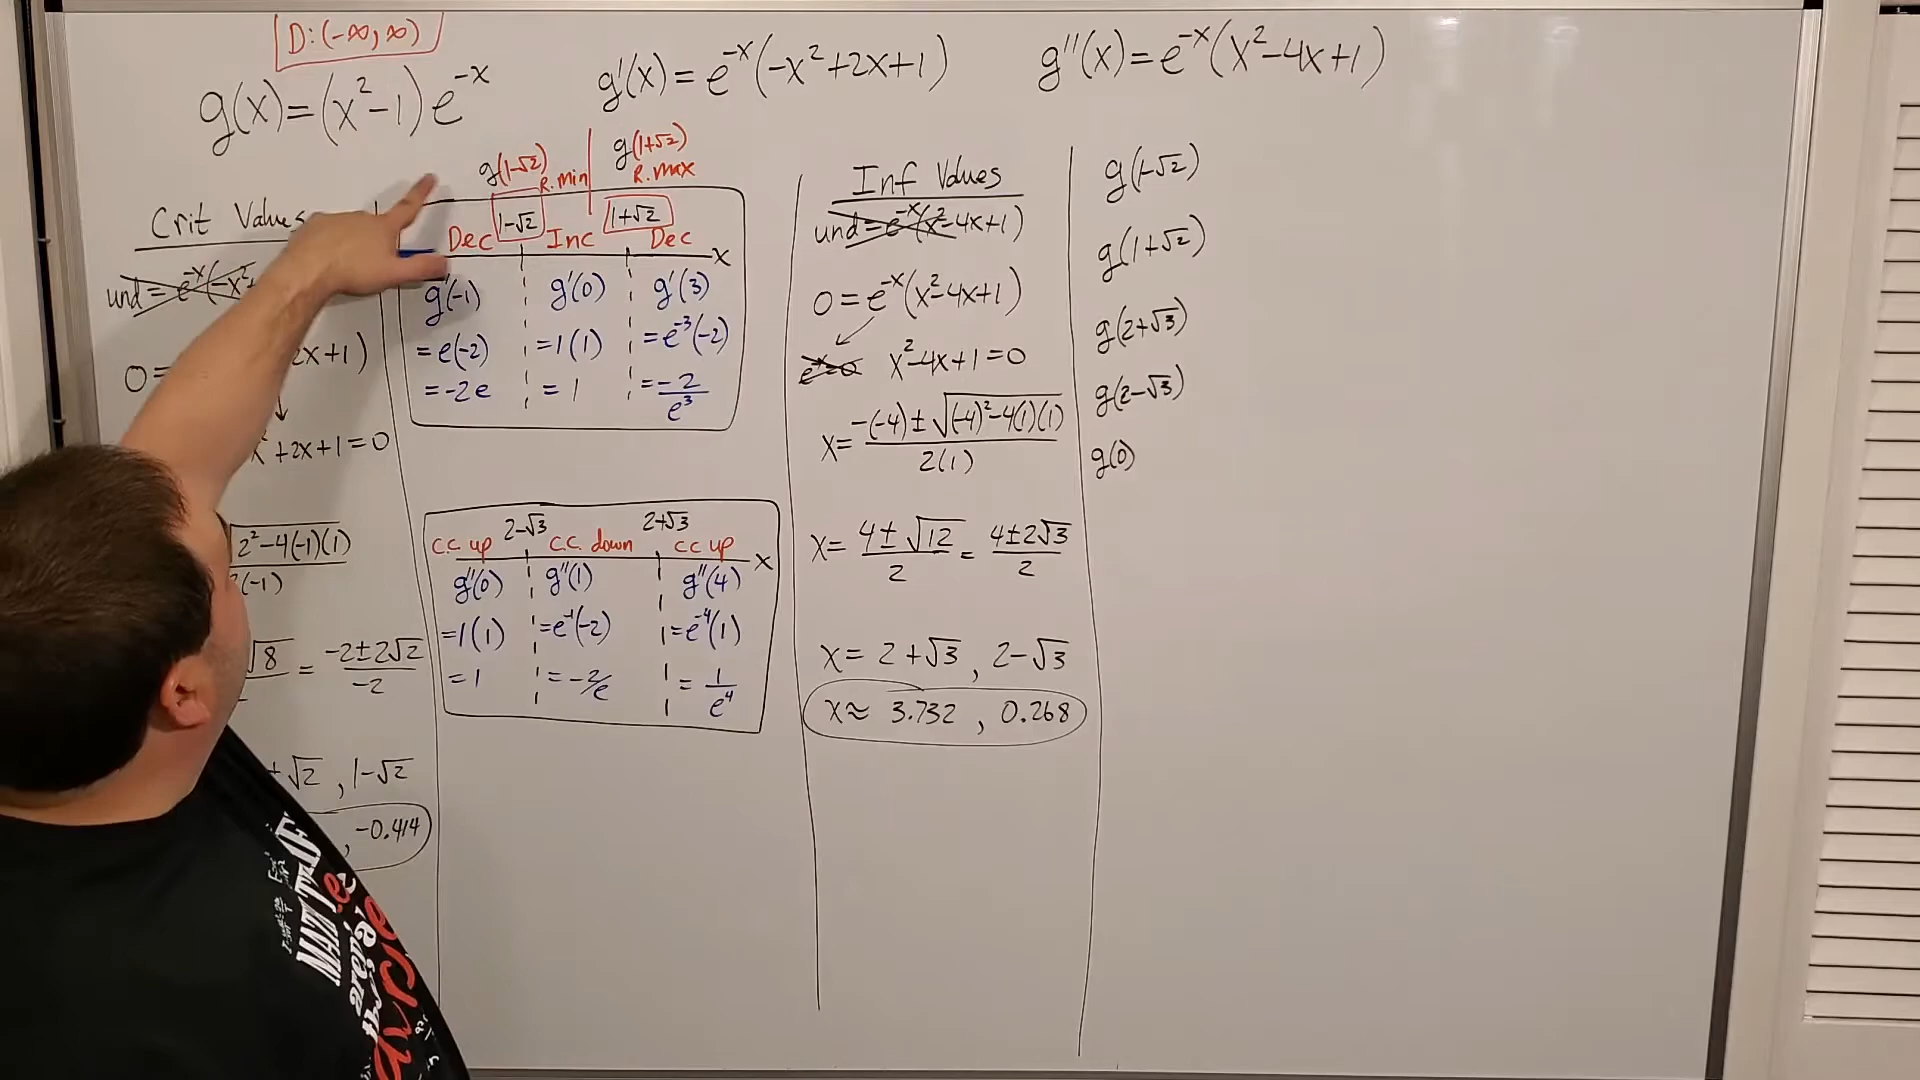 D: (-∞, ∞)
g(x) = (x²-1)e^-x
g'(x) = e^-x(-x²+2x+1)
g''(x) = e^-x(x²-4x+1)
Crit Values
und = e^-x(-x²
0=
2x+1)
x²+2x+1=0
√2²-4(-1)(1)
(-1)
√8 = -2±2√2
-2
√2, 1-√2
, -0.414
g(1-√2) R.min
g(1+√2)
R.max
1-√2 1+√2
Dec Inc Dec x
g'(-1) g'(0) g'(3)
=e(-2) =1(1) =e^-3(-2)
=-2e =1 =-2
e³
2-√3 2+√3
c.c. up c.c. down cc up x
g''(0) g''(1) g''(4)
=1(1) =e^-1(-2) =e^-4(1)
=1 =-2/e =1
e⁴
Inf Values
und=e^-x(x²-4x+1)
0=e^-x(x²-4x+1)
x²-4x+1=0
x= -(-4)±√(-4)²-4(1)(1)
2(1)
x= 4±√12 = 4±2√3
2 2
x= 2+√3, 2-√3
x≈ 3.732, 0.268
g(1-√2)
g(1+√2)
g(2+√3)
g(2-√3)
g(0)
MATH